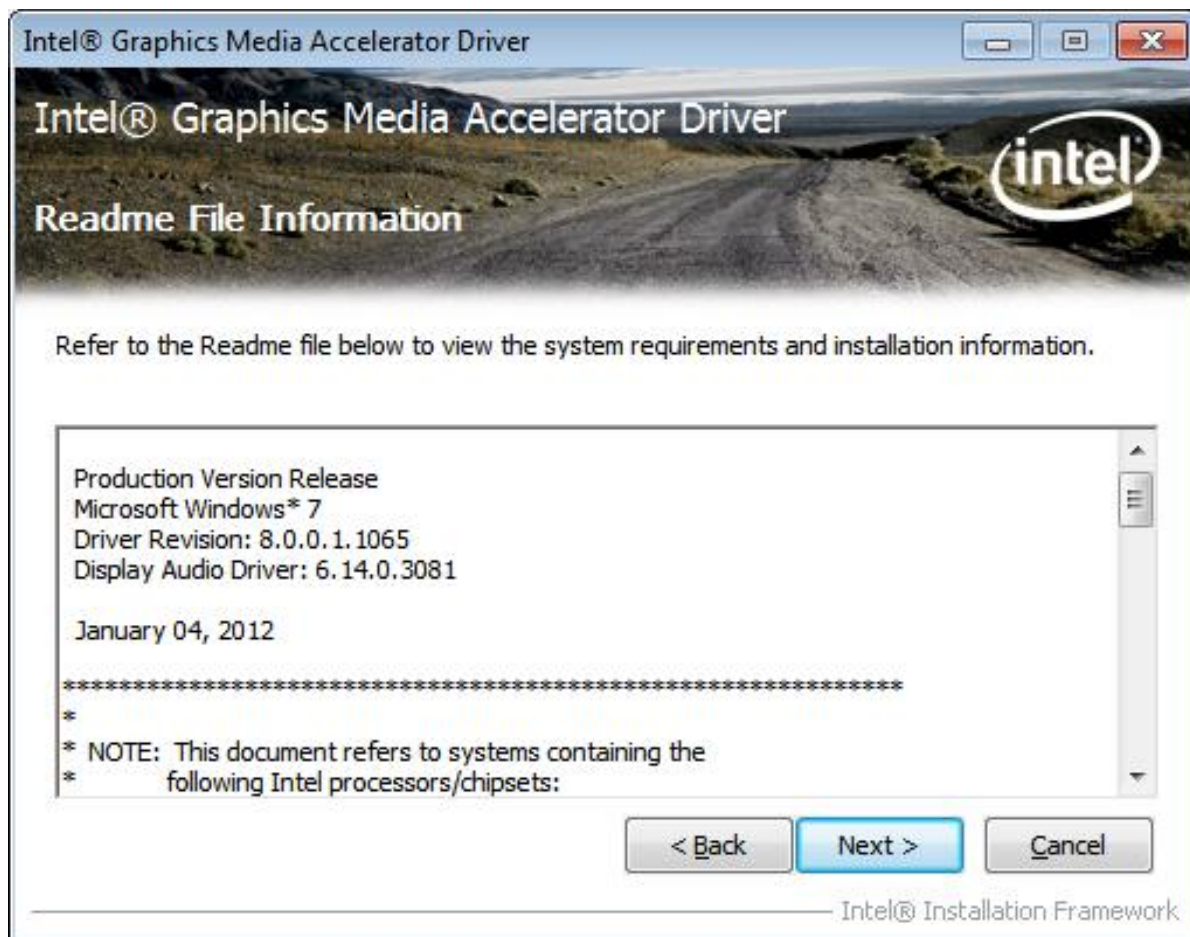 Intel® Graphics Media Accelerator Driver
Intel® Graphics Media Accelerator Driver
intel
Readme File Information
Refer to the Readme file below to view the system requirements and installation information.
Production Version Release
Microsoft Windows* 7
Driver Revision: 8.0.0.1.1065
Display Audio Driver: 6.14.0.3081
January 04, 2012
************************************************************
*
* NOTE: This document refers to systems containing the
* following Intel processors/chipsets:
< Back
Next >
Cancel
Intel® Installation Framework